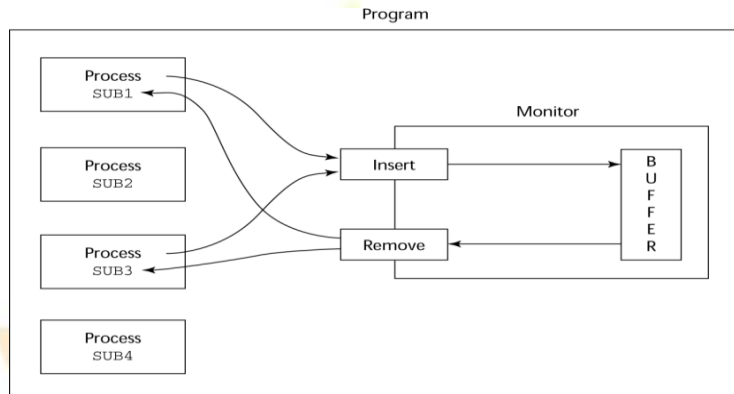 Program
Process
SUB1
Process
SUB2
Process
SUB3
Process
SUB4
Monitor
Insert
Remove
B
U
F
F
E
R